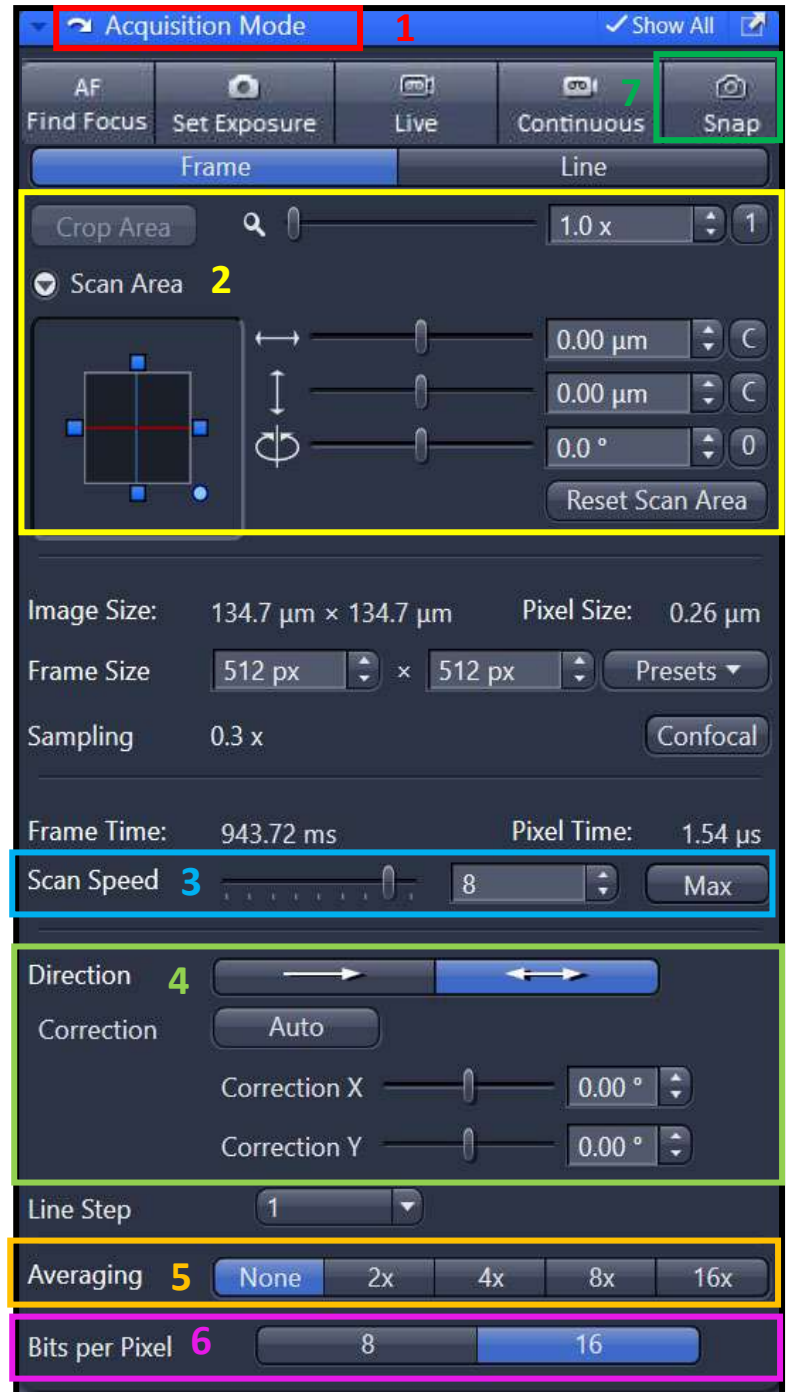 Acquisition Mode 1 Show All
AF
Find Focus Set Exposure Live Continuous 7 Snap
Frame Line
Crop Area 1.0 x 1
Scan Area 2
0.00 µm C
0.00 µm C
0.0 ° 0
Reset Scan Area
Image Size: 134.7 µm × 134.7 µm Pixel Size: 0.26 µm
Frame Size 512 px × 512 px Presets
Sampling 0.3 x Confocal
Frame Time: 943.72 ms Pixel Time: 1.54 µs
Scan Speed 3 8 Max
Direction 4
Correction Auto
Correction X 0.00 °
Correction Y 0.00 °
Line Step 1
Averaging 5 None 2x 4x 8x 16x
Bits per Pixel 6 8 16